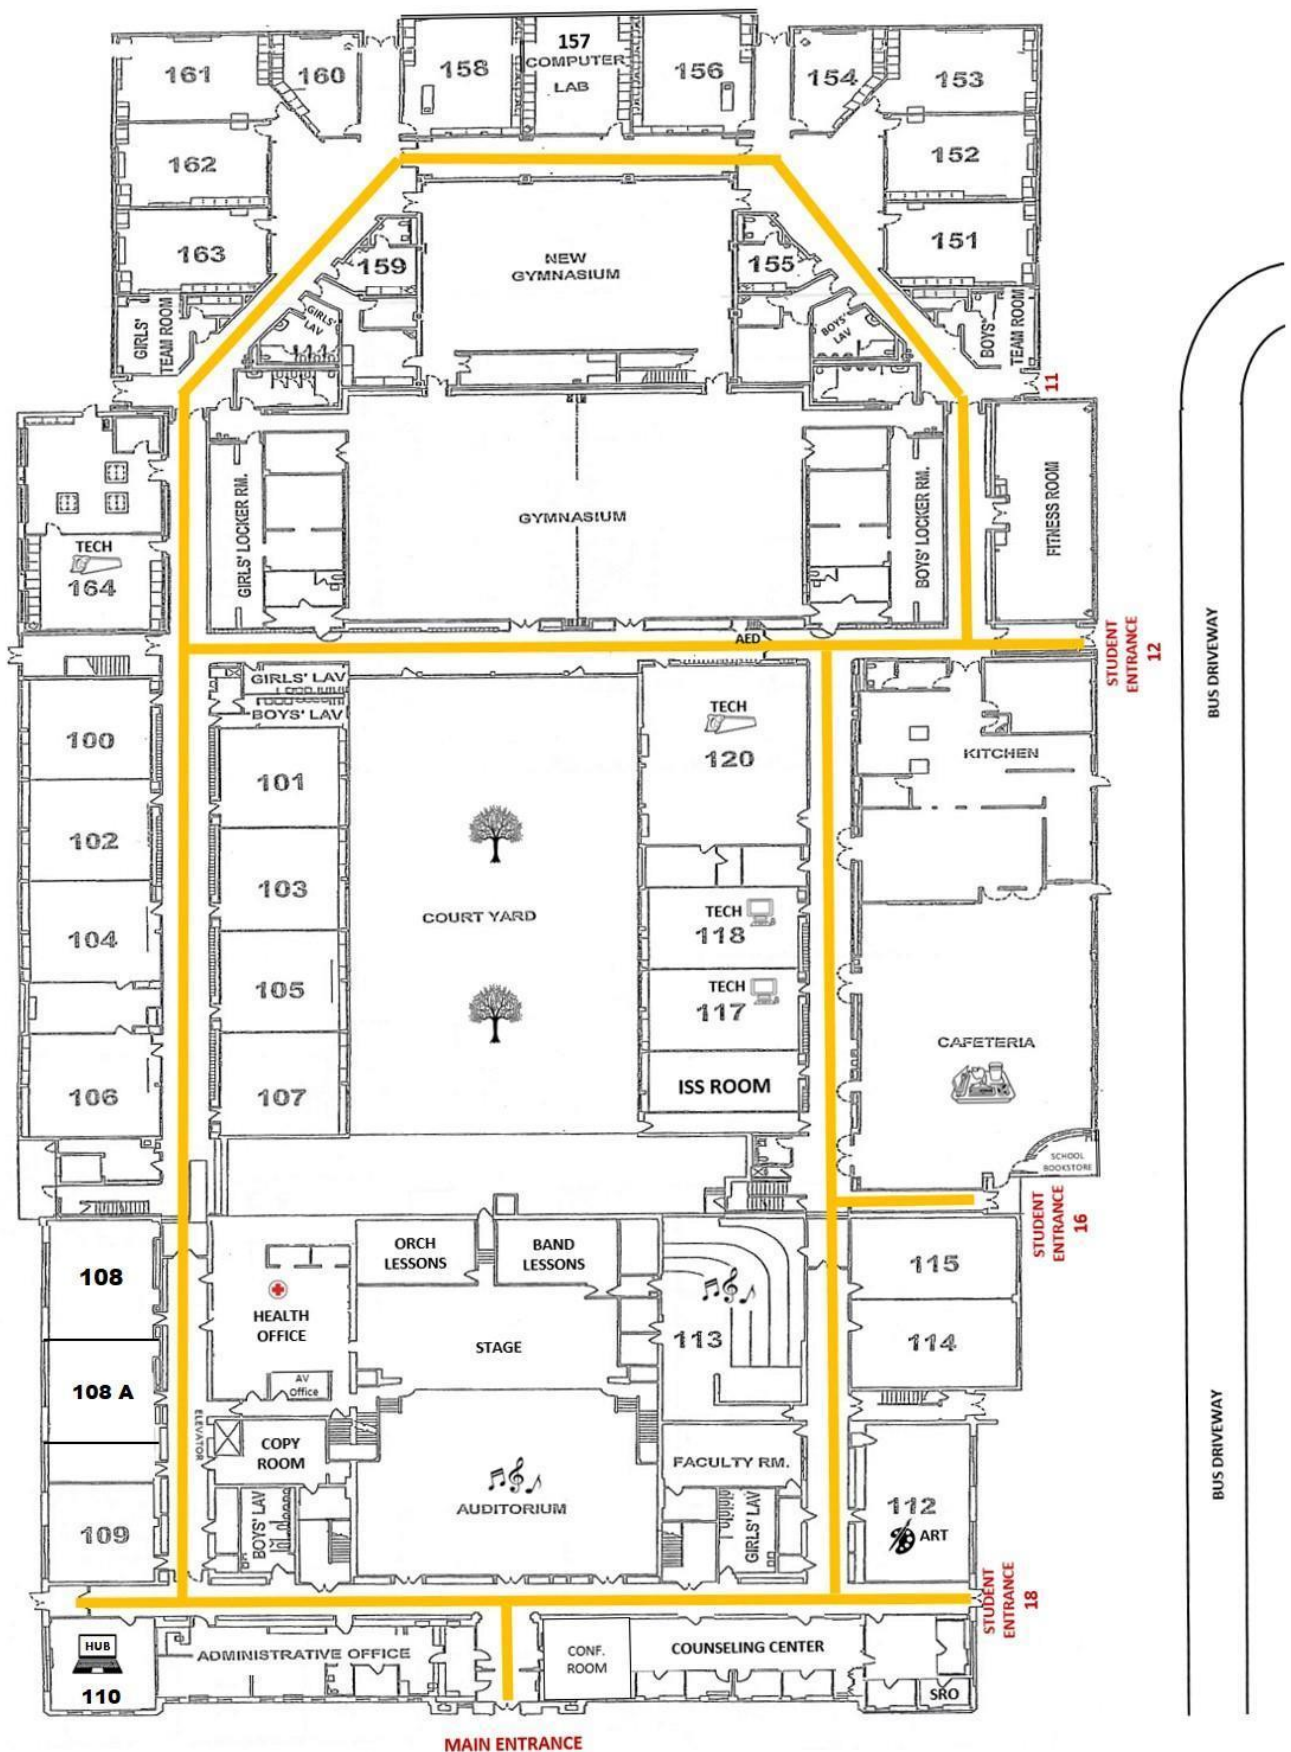 161
160
158
157
COMPUTER
LAB
156
154
153
162
152
163
159
NEW
GYMNASIUM
155
151
GIRLS'
TEAM ROOM
GIRLS'
LAV
BOYS'
LAV
BOYS'
TEAM ROOM
11
GIRLS' LOCKER RM.
GYMNASIUM
BOYS' LOCKER RM.
FITNESS ROOM
TECH
164
AED
STUDENT
ENTRANCE
12
BUS DRIVEWAY
GIRLS' LAV
BOYS' LAV
100
101
TECH
120
KITCHEN
102
103
COURT YARD
TECH
118
104
105
TECH
117
CAFETERIA
106
107
ISS ROOM
SCHOOL
BOOKSTORE
STUDENT
ENTRANCE
16
108
ORCH
LESSONS
BAND
LESSONS
115
HEALTH
OFFICE
STAGE
113
114
108 A
AV
Office
ELEVATOR
COPY
ROOM
FACULTY RM.
BUS DRIVEWAY
109
BOYS' LAV
AUDITORIUM
GIRLS' LAV
112
ART
STUDENT
ENTRANCE
18
HUB
110
ADMINISTRATIVE OFFICE
CONF.
ROOM
COUNSELING CENTER
SRO
MAIN ENTRANCE